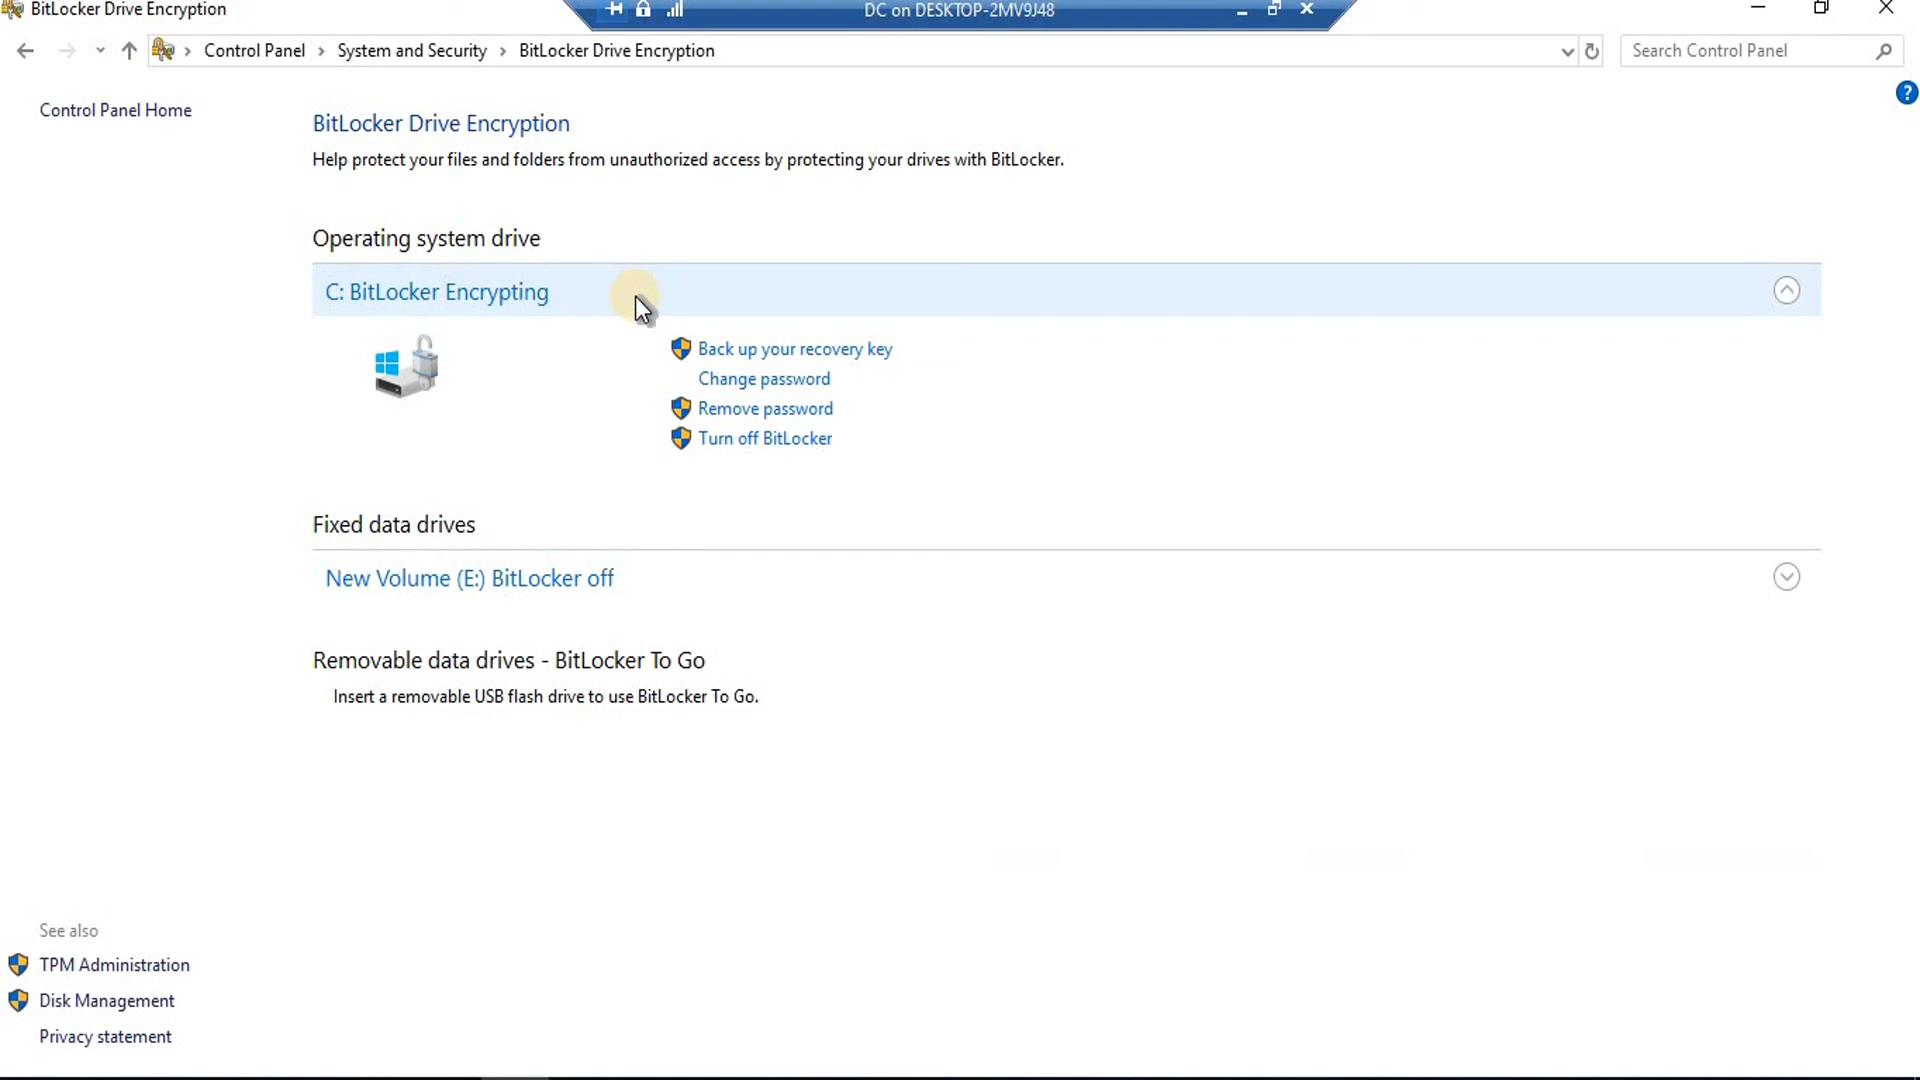 BitLocker Drive Encryption
DC on DESKTOP-2MV9J48
Control Panel > System and Security > BitLocker Drive Encryption
Search Control Panel
Control Panel Home
BitLocker Drive Encryption
Help protect your files and folders from unauthorized access by protecting your drives with BitLocker.
Operating system drive
C: BitLocker Encrypting
Back up your recovery key
Change password
Remove password
Turn off BitLocker
Fixed data drives
New Volume (E:) BitLocker off
Removable data drives - BitLocker To Go
Insert a removable USB flash drive to use BitLocker To Go.
See also
TPM Administration
Disk Management
Privacy statement